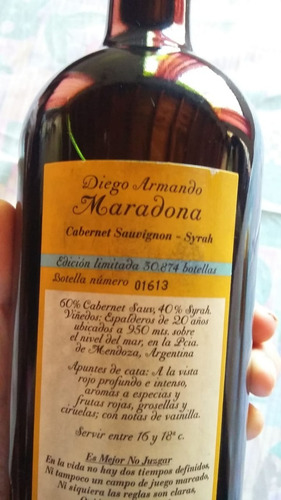 Diego Armando
Maradona
Cabernet Sauvignon - Syrah
Edición limitada 30.874 botellas
Botella número 01613
60% Cabernet Sauv, 40% Syrah.
Viñedos: Espalderos de 20 años
ubicados a 950 mts. sobre
el nivel del mar, en la Pcia.
de Mendoza, Argentina
Apuntes de cata: A la vista
rojo profundo e intenso,
aromas a especias y
frutas rojas, grosellas y
ciruelas; con notas de vainilla.
Servir entre 16 y 18º c.
Es Mejor No Juzgar
En la vida no hay dos tiempos definidos,
Ni tampoco un campo de juego marcado,
Ni siquiera las reglas son claras,